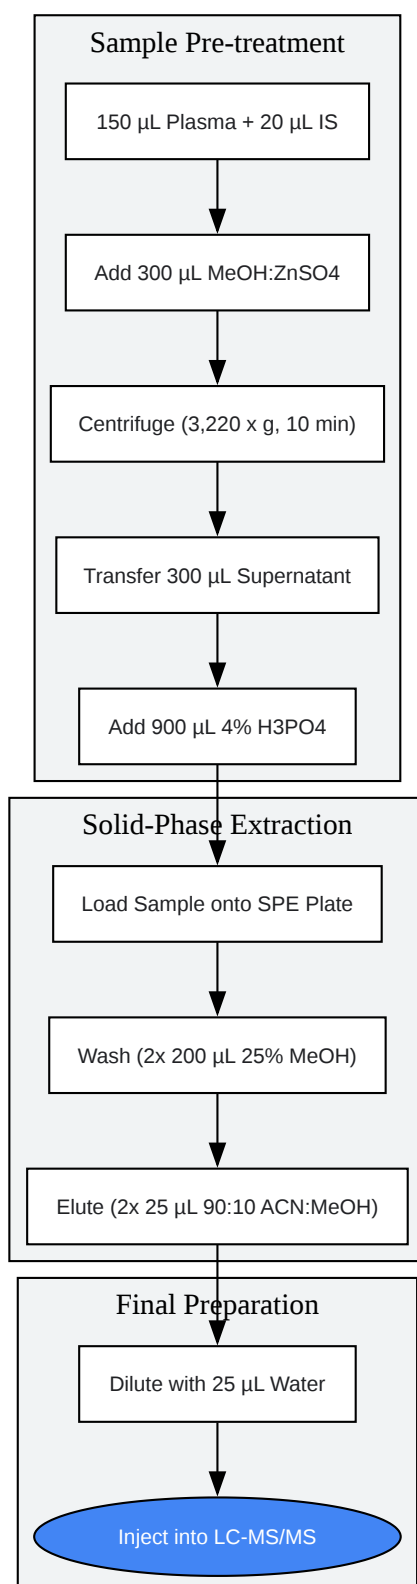 Sample Pre-treatment
150 µL Plasma + 20 µL IS
Add 300 µL MeOH:ZnSO4
Centrifuge (3,220 x g, 10 min)
Transfer 300 µL Supernatant
Add 900 µL 4% H3PO4
Solid-Phase Extraction
Load Sample onto SPE Plate
Wash (2x 200 µL 25% MeOH)
Elute (2x 25 µL 90:10 ACN:MeOH)
Final Preparation
Dilute with 25 µL Water
Inject into LC-MS/MS